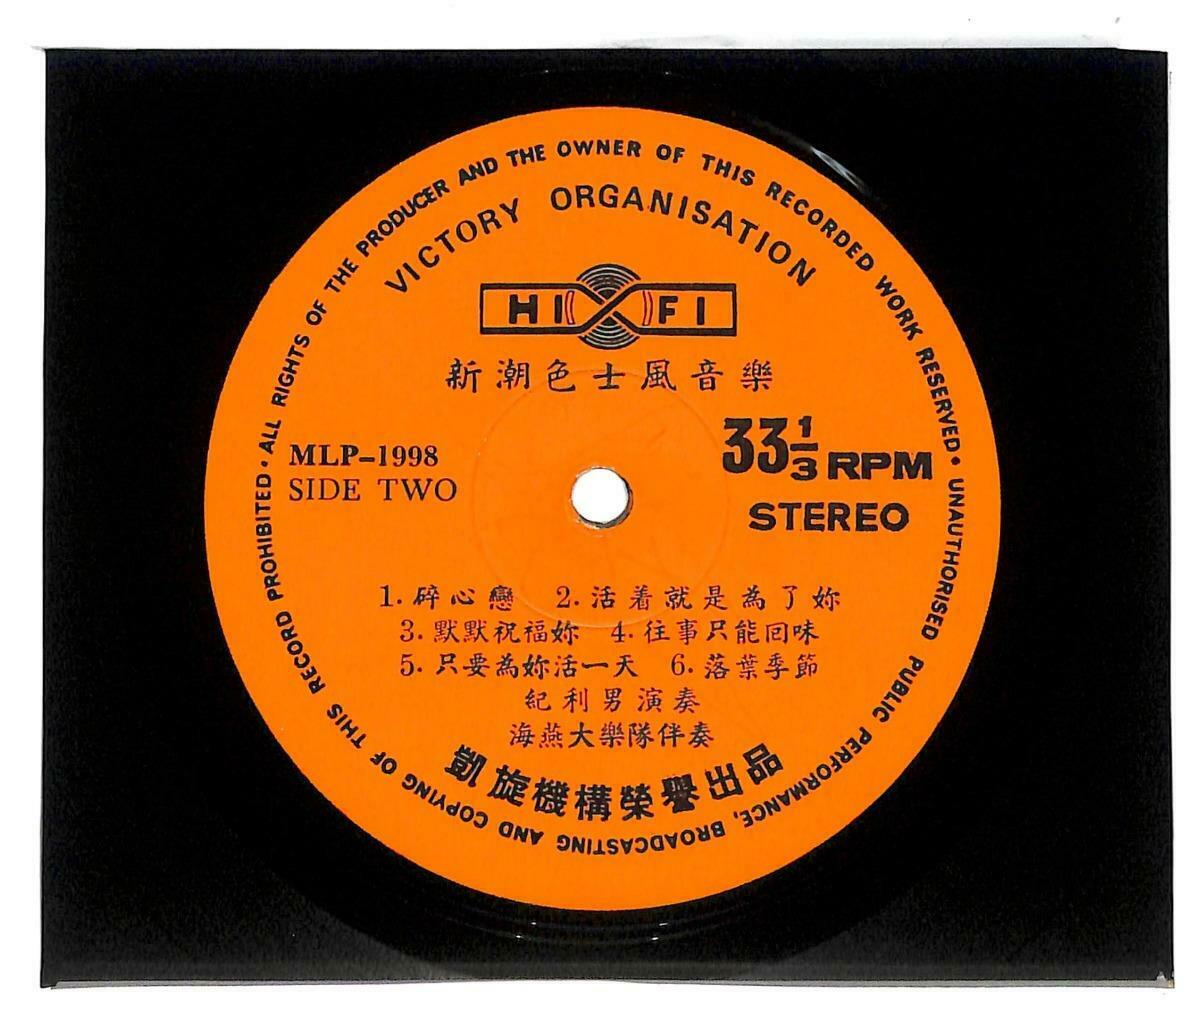 ALL RIGHTS OF THE PRODUCER AND THE OWNER OF THIS RECORDED WORK RESERVED • UNAUTHORISED PUBLIC PERFORMANCE, BROADCASTING AND COPYING OF THIS RECORD PROHIBITED •
VICTORY ORGANISATION
HI FI
新潮色士風音樂
MLP-1998
SIDE TWO
33 1/3 RPM
STEREO
1. 碎心戀 2. 活着就是為了妳
3. 默默祝福妳 4. 往事只能回味
5. 只要為妳活一天 6. 落葉季節
紀利男演奏
海燕大樂隊伴奏
凱旋機構榮譽出品